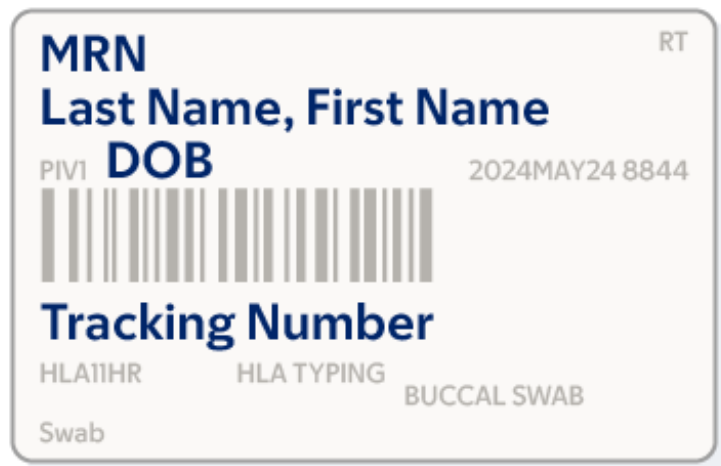 MRN RT
Last Name, First Name
PIV1 DOB 2024MAY24 8844
Tracking Number
HLA11HR HLA TYPING
BUCCAL SWAB
Swab